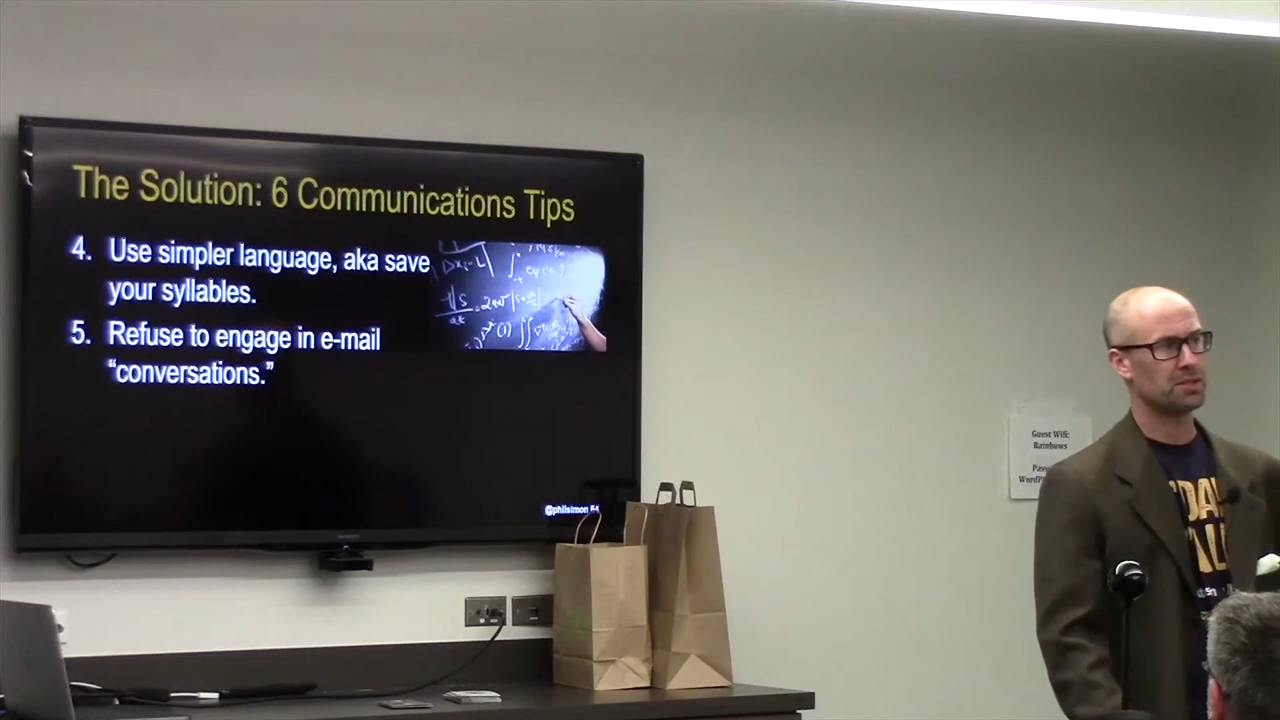 The Solution: 6 Communications Tips
4. Use simpler language, aka save
your syllables.
5. Refuse to engage in e-mail
“conversations.”
@philsimon
Guest Wifi:
Rainbows